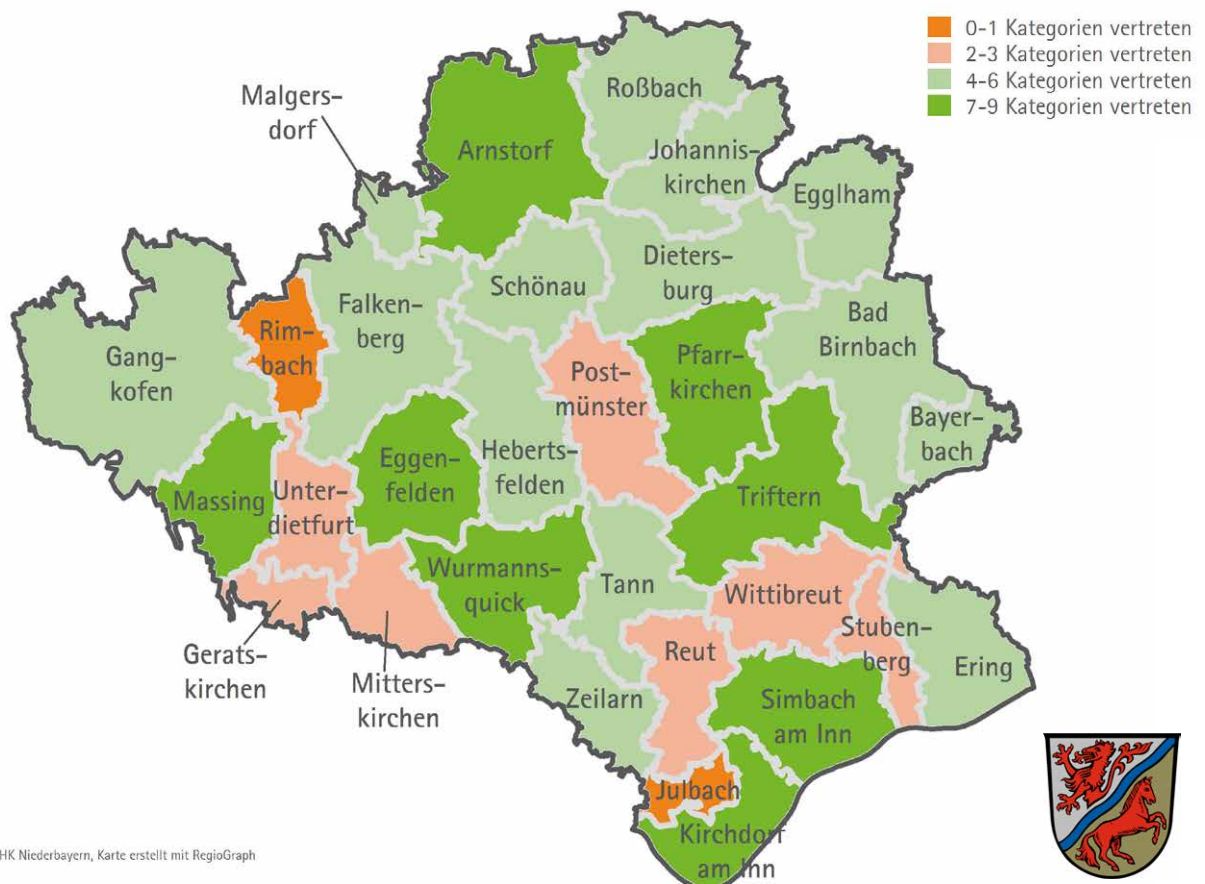 0-1 Kategorien vertreten
2-3 Kategorien vertreten
4-6 Kategorien vertreten
7-9 Kategorien vertreten
Roßbach
Malgers-
dorf
Arnstorf
Johannis-
kirchen
Egglham
Dieters-
burg
Schönau
Falken-
berg
Bad
Birnbach
Rim-
bach
Gang-
kofen
Pfarr-
kirchen
Post-
münster
Bayer-
bach
Eggen-
felden
Heberts-
felden
Massing
Unter-
dietfurt
Triftern
Wurmanns-
quick
Tann
Wittibreut
Stuben-
berg
Gerats-
kirchen
Reut
Ering
Mitters-
kirchen
Zeilarn
Simbach
am Inn
Julbach
Kirchdorf
am Inn
HK Niederbayern, Karte erstellt mit RegioGraph